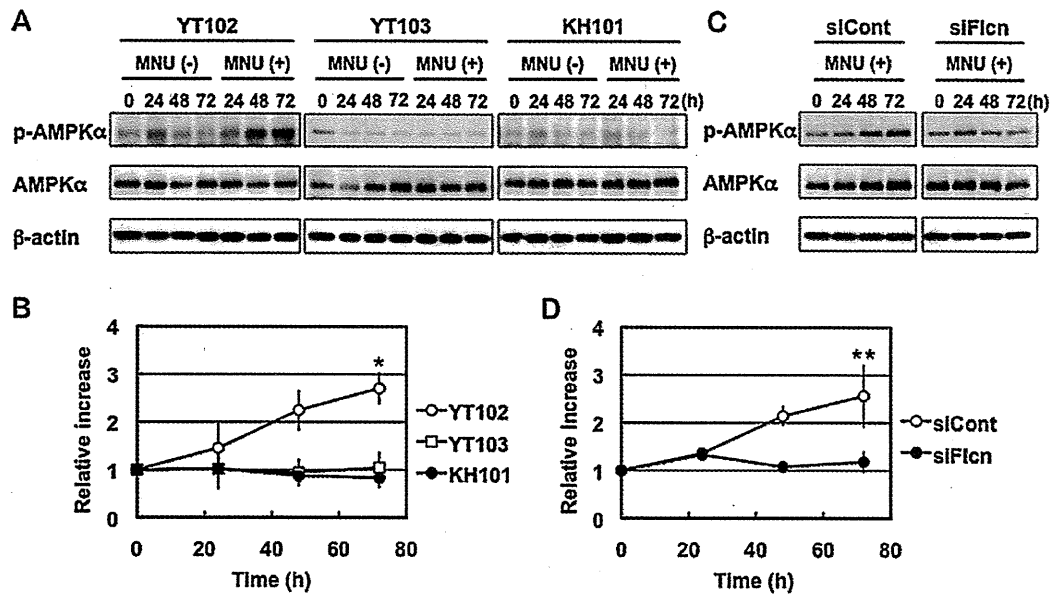 A
YT102 YT103 KH101
MNU (-) MNU (+) MNU (-) MNU (+) MNU (-) MNU (+)
0 24 48 72 24 48 72 0 24 48 72 24 48 72 0 24 48 72 24 48 72 (h)
p-AMPKα
AMPKα
β-actin
C
siCont siFlcn
MNU (+) MNU (+)
0 24 48 72 0 24 48 72(h)
p-AMPKα
AMPKα
β-actin
B
Relative increase
4
3
2
1
0
0 20 40 60 80
Time (h)
*
YT102
YT103
KH101
D
Relative increase
4
3
2
1
0
0 20 40 60 80
Time (h)
**
siCont
siFlcn